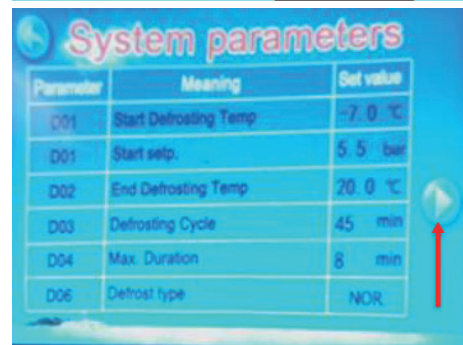 System parameters
Parameter Meaning Set value
D01 Start Defrosting Temp -7.0 ℃
D01 Start setp. 5.5 bar
D02 End Defrosting Temp 20.0 ℃
D03 Defrosting Cycle 45 min
D04 Max. Duration 8 min
D06 Defrost type NOR